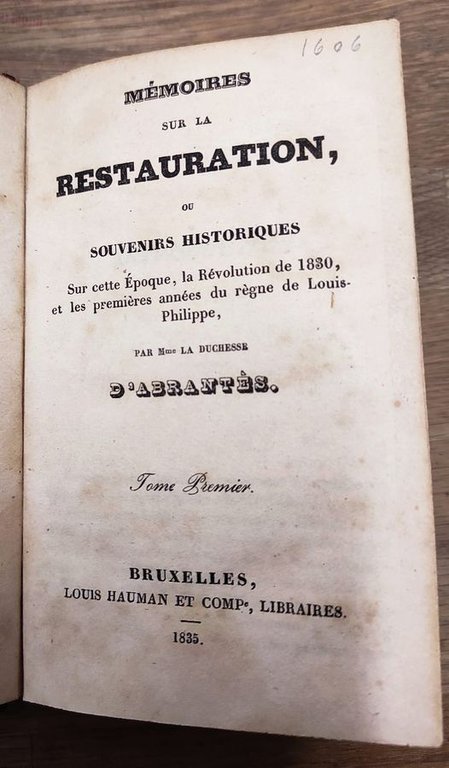 1606
MÉMOIRES
SUR LA
RESTAURATION,
OU
SOUVENIRS HISTORIQUES
Sur cette Époque, la Révolution de 1830,
et les premières années du règne de Louis-
Philippe,
PAR Mme LA DUCHESSE
D'ABRANTÈS.
Tome Premier.
BRUXELLES,
LOUIS HAUMAN ET COMPe, LIBRAIRES.
1835.